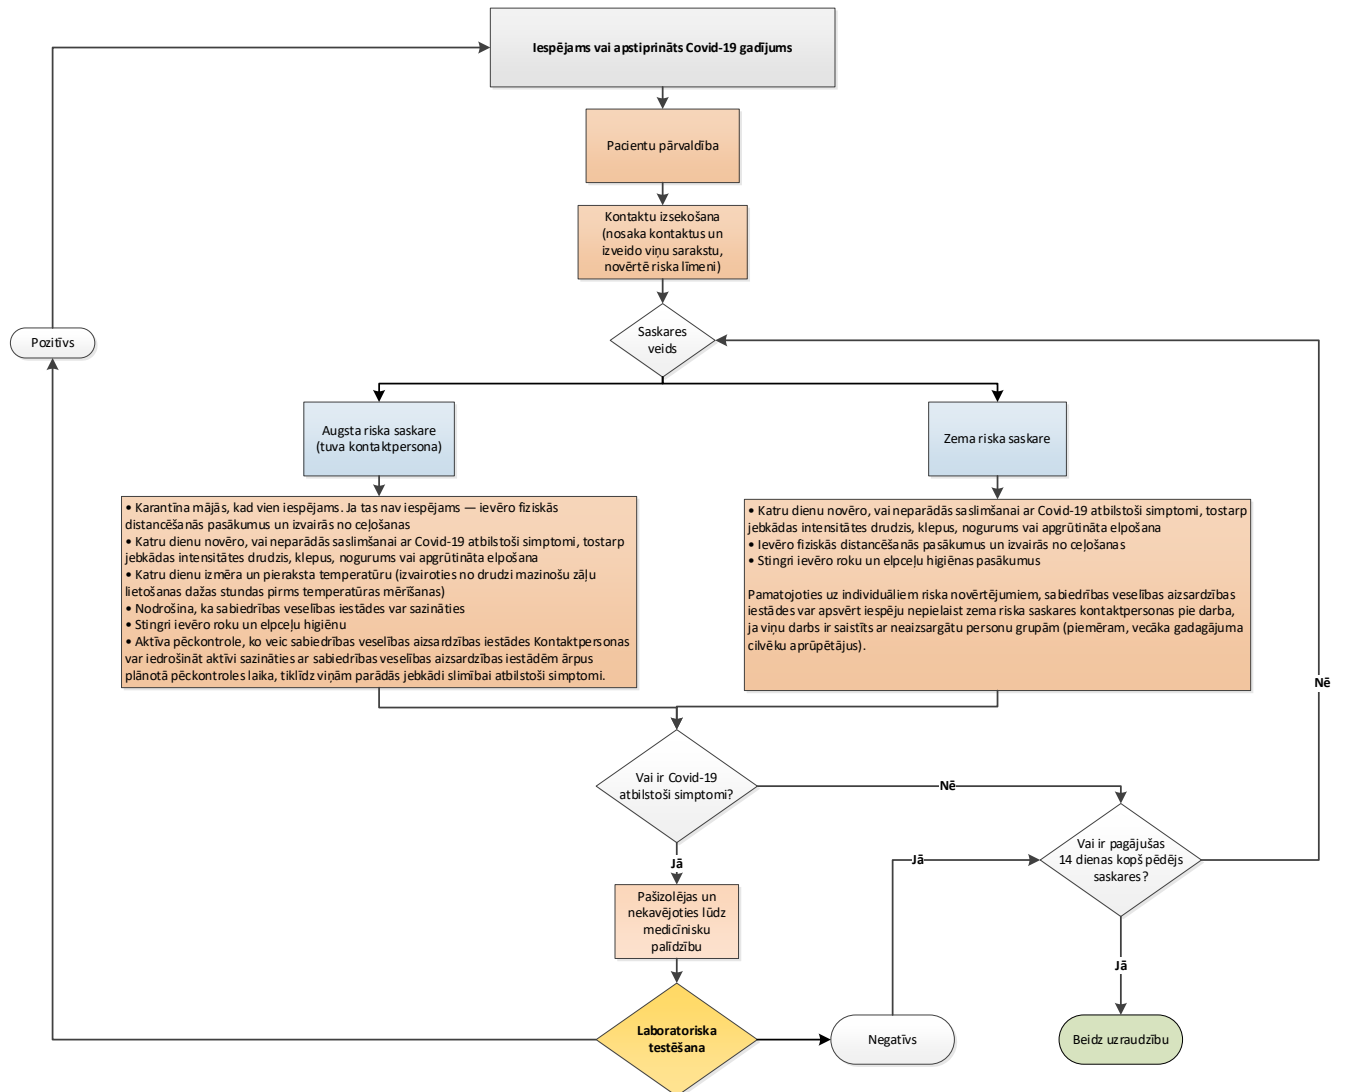 Iespējams vai apstiprināts Covid-19 gadījums
Pacientu pārvaldība
Kontaktu izsekošana
(nosaka kontaktus un
izveido viņu sarakstu,
novērtē riska līmeni)
Saskares
veids
Pozitīvs
Augsta riska saskare
(tuva kontaktpersona)
Zema riska saskare
• Karantīna mājās, kad vien iespējams. Ja tas nav iespējams — ievēro fiziskās
distancēšanās pasākumus un izvairās no ceļošanas
• Katru dienu novēro, vai neparādās saslimšanai ar Covid-19 atbilstoši simptomi, tostarp
jebkādas intensitātes drudzis, klepus, nogurums vai apgrūtināta elpošana
• Katru dienu izmēra un pieraksta temperatūru (izvairoties no drudzi mazinošu zāļu
lietošanas dažas stundas pirms temperatūras mērīšanas)
• Nodrošina, ka sabiedrības veselības iestādes var sazināties
• Stingri ievēro roku un elpceļu higiēnu
• Aktīva pēckontrole, ko veic sabiedrības veselības aizsardzības iestādes Kontaktpersonas
var iedrošināt aktīvi sazināties ar sabiedrības veselības aizsardzības iestādēm ārpus
plānotā pēckontroles laika, tiklīdz viņām parādās jebkādi slimībai atbilstoši simptomi.
• Katru dienu novēro, vai neparādās saslimšanai ar Covid-19 atbilstoši simptomi, tostarp
jebkādas intensitātes drudzis, klepus, nogurums vai apgrūtināta elpošana
• Ievēro fiziskās distancēšanās pasākumus un izvairās no ceļošanas
• Stingri ievēro roku un elpceļu higiēnas pasākumus
Pamatojoties uz individuāliem riska novērtējumiem, sabiedrības veselības aizsardzības
iestādes var apsvērt iespēju nepielaist zema riska saskares kontaktpersonas pie darba,
ja viņu darbs ir saistīts ar neaizsargātu personu grupām (piemēram, vecāka gadagājuma
cilvēku aprūpētājus).
Nē
Vai ir Covid-19
atbilstoši simptomi?
Nē
Vai ir pagājušas
14 dienas kopš pēdējs
saskares?
Jā
Jā
Pašizolējas un
nekavējoties lūdz
medicīnisku
palīdzību
Jā
Laboratoriska
testēšana
Negatīvs
Beidz uzraudzību